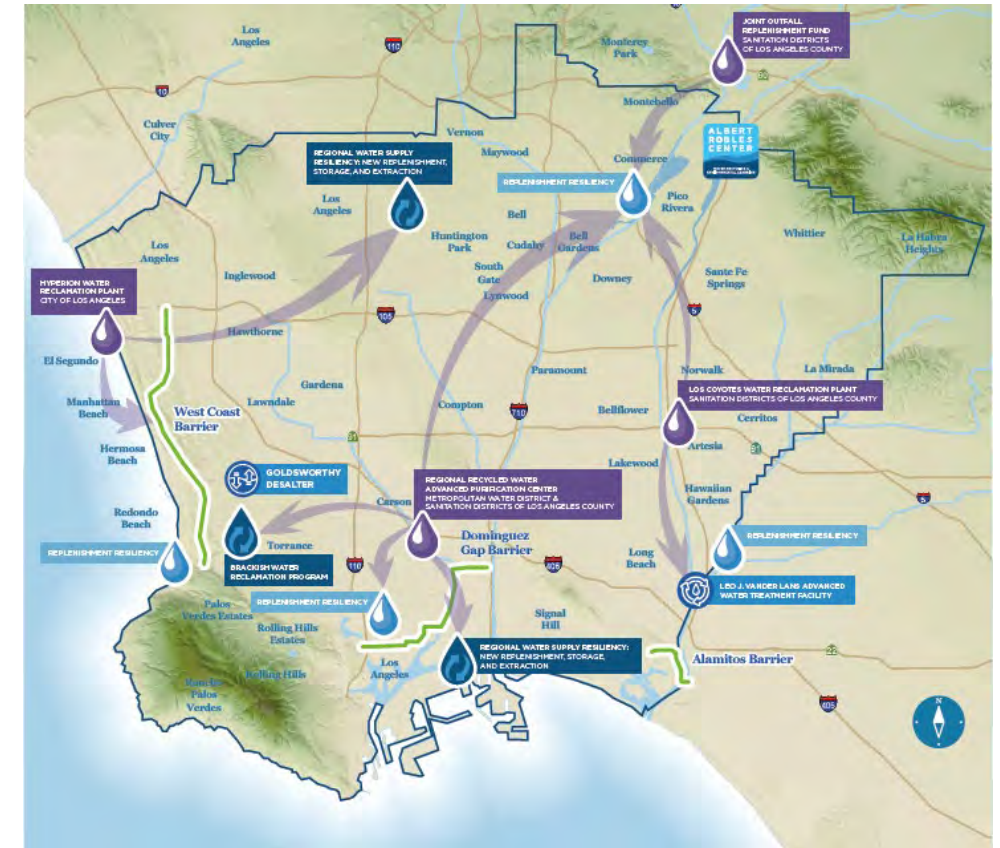 JOINT OUTFALL
REPLENISHMENT FUND
SANITATION DISTRICTS
OF LOS ANGELES COUNTY
Los
Angeles
110
Monterey
Park
10
Montebello
Culver
City
Vernon
Maywood
Commerce
ALBERT
ROBLES
CENTER
REGIONAL WATER SUPPLY
RESILIENCY: NEW REPLENISHMENT,
STORAGE, AND EXTRACTION
REPLENISHMENT RESILIENCY
Los
Angeles
Pico
Rivera
Bell
Huntington
Park
Cudahy
Bell
Gardens
Whittier
La Habra
Heights
Los
Angeles
South
Gate
Lynwood
Downey
Sante Fe
Springs
Inglewood
HYPERION WATER
RECLAMATION PLANT
CITY OF LOS ANGELES
105
5
Hawthorne
El Segundo
Paramount
Norwalk
La Mirada
Gardena
LOS COYOTES WATER RECLAMATION PLANT
SANITATION DISTRICTS OF LOS ANGELES COUNTY
Manhattan
Beach
Lawndale
Compton
710
Bellflower
Cerritos
West Coast
Barrier
91
91
Artesia
Hermosa
Beach
Lakewood
GOLDSWORTHY
DESALTER
REGIONAL RECYCLED WATER
ADVANCED PURIFICATION CENTER
METROPOLITAN WATER DISTRICT &
SANITATION DISTRICTS OF LOS ANGELES COUNTY
Hawaiian
Gardens
5
Carson
Redondo
Beach
REPLENISHMENT RESILIENCY
Torrance
Dominguez
Gap Barrier
REPLENISHMENT RESILIENCY
BRACKISH WATER
RECLAMATION PROGRAM
110
405
Long
Beach
LEO J. VANDER LANS ADVANCED
WATER TREATMENT FACILITY
Palos
Verdes Estates
REPLENISHMENT RESILIENCY
Signal
Hill
Rolling Hills
Estates
REGIONAL WATER SUPPLY RESILIENCY:
NEW REPLENISHMENT, STORAGE,
AND EXTRACTION
22
Los
Angeles
Alamitos Barrier
Rolling Hills
Rancho
Palos
Verdes
405